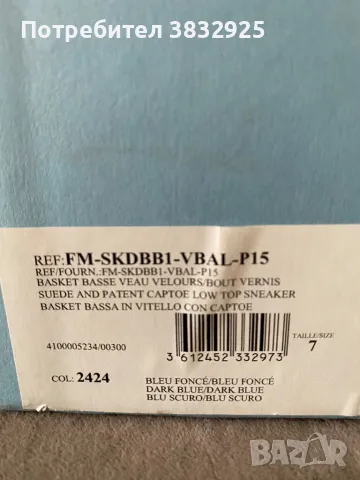 Потребител 3832925
REF:FM-SKDBB1-VBAL-P15
REF/FOURN.:FM-SKDBB1-VBAL-P15
BASKET BASSE VEAU VELOURS/BOUT VERNIS
SUEDE AND PATENT CAPTOE LOW TOP SNEAKER
BASKET BASSA IN VITELLO CON CAPTOE
4100005234/00300
3 612452 332973
TAILLE/SIZE
7
COL: 2424
BLEU FONCÉ/BLEU FONCÉ
DARK BLUE/DARK BLUE
BLU SCURO/BLU SCURO
BAZAR